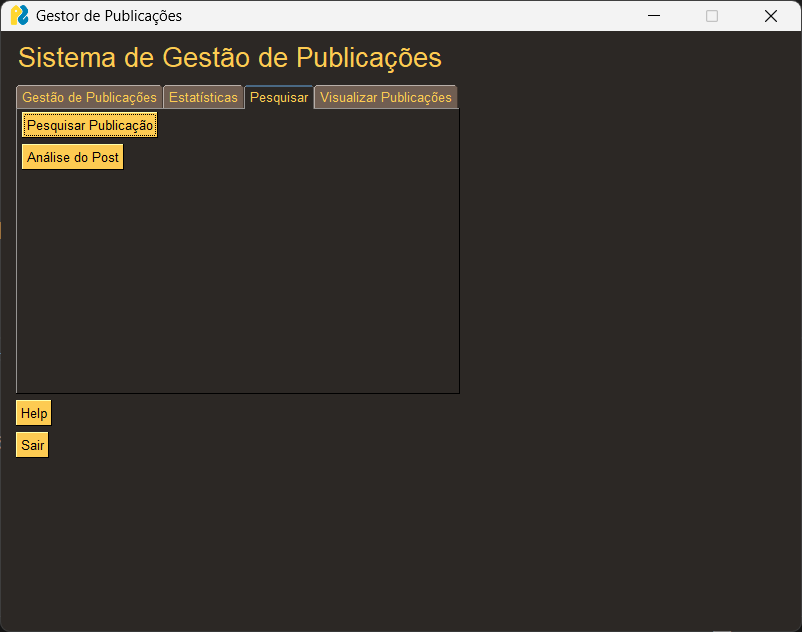 Gestor de Publicações
Sistema de Gestão de Publicações
Gestão de Publicações Estatísticas Pesquisar Visualizar Publicações
Pesquisar Publicação
Análise do Post
Help
Sair